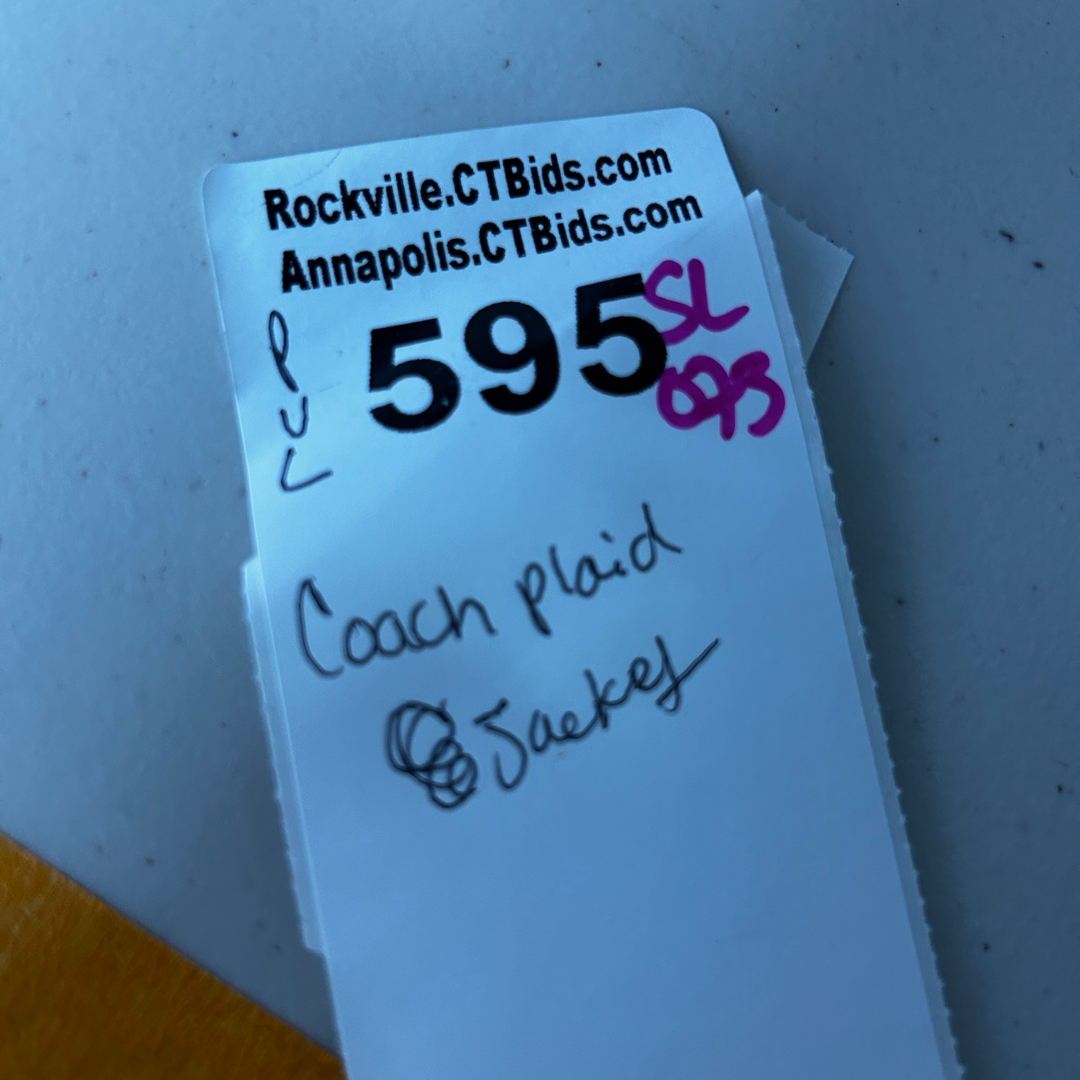 Rockville.CTBids.com
Annapolis.CTBids.com
595
SL
P
U
L
Coach plaid
Jacket